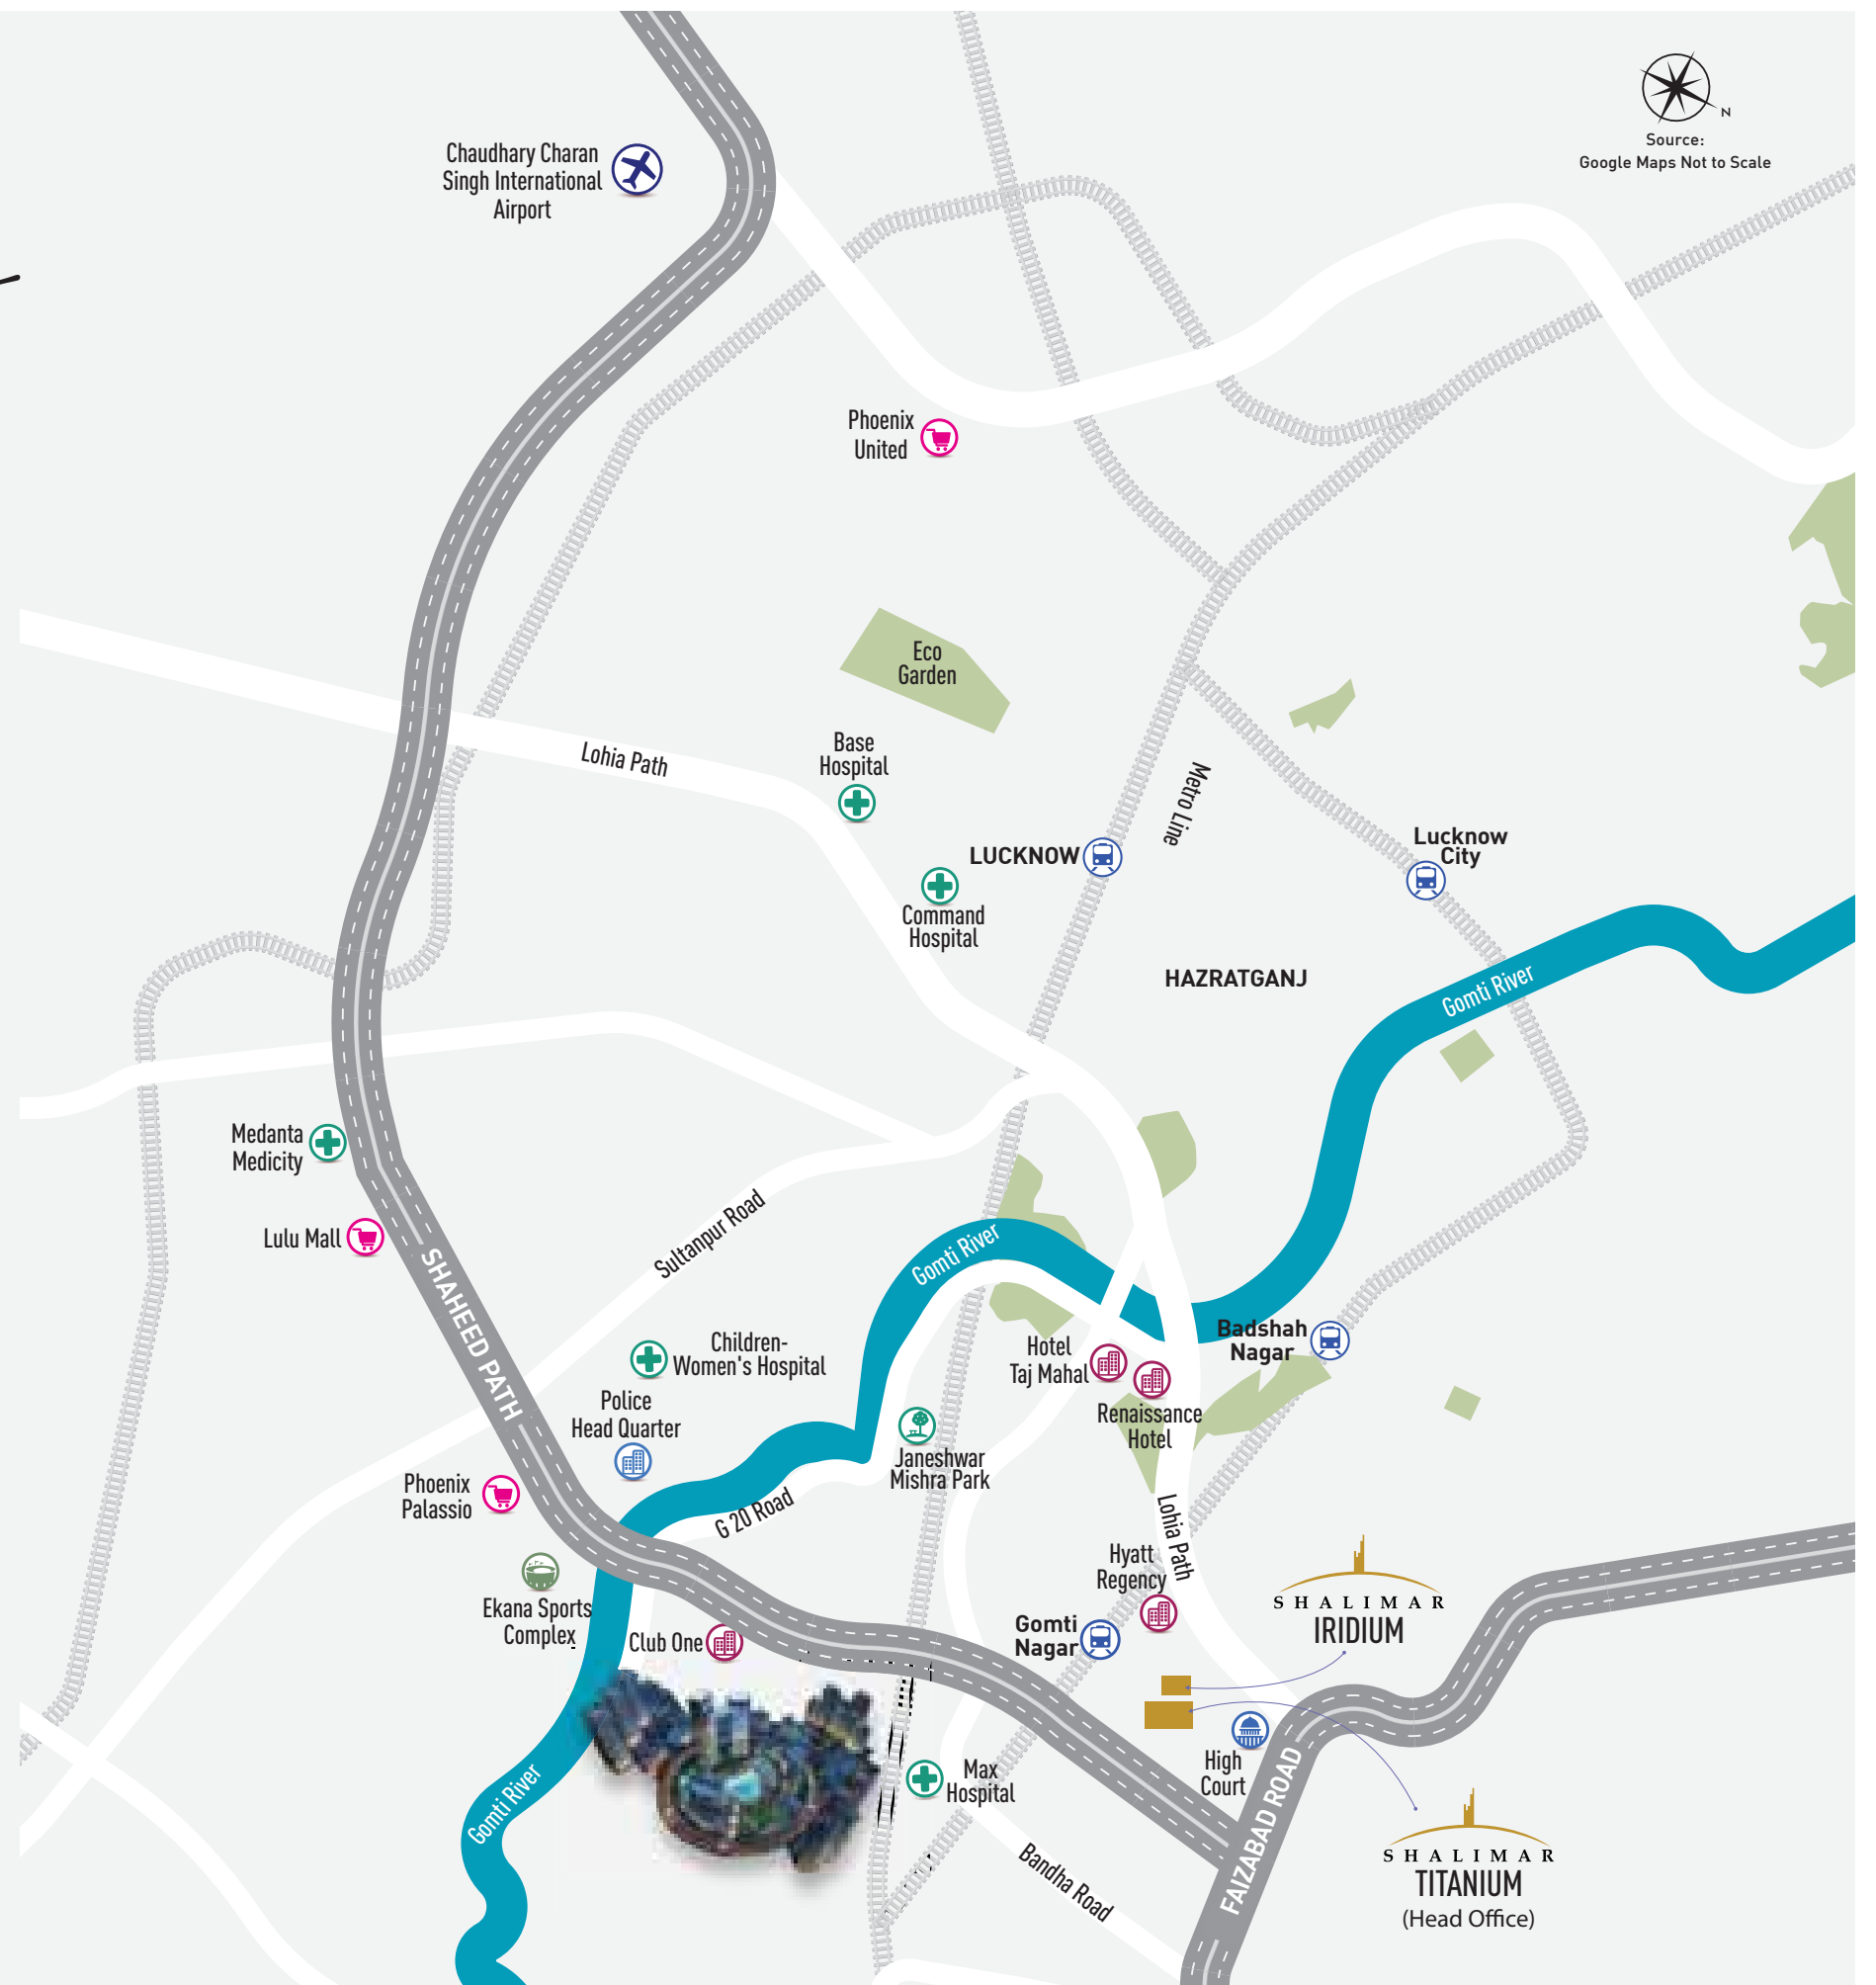 N
Source:
Google Maps Not to Scale
Chaudhary Charan
Singh International
Airport
Phoenix
United
Eco
Garden
Base
Hospital
Lohia Path
Metro Line
LUCKNOW
Lucknow
City
Command
Hospital
HAZRATGANJ
Gomti River
Medanta
Medicity
Lulu Mall
Sultanpur Road
Gomti River
SHAHEED PATH
Children-
Women's Hospital
Hotel
Taj Mahal
Badshah
Nagar
Police
Head Quarter
Renaissance
Hotel
Janeshwar
Mishra Park
Phoenix
Palassio
G 20 Road
Lohia Path
Hyatt
Regency
Ekana Sports
Complex
Club One
Gomti
Nagar
SHALIMAR
IRIDIUM
High
Court
Max
Hospital
Gomti River
FAIZABAD ROAD
Bandha Road
SHALIMAR
TITANIUM
(Head Office)